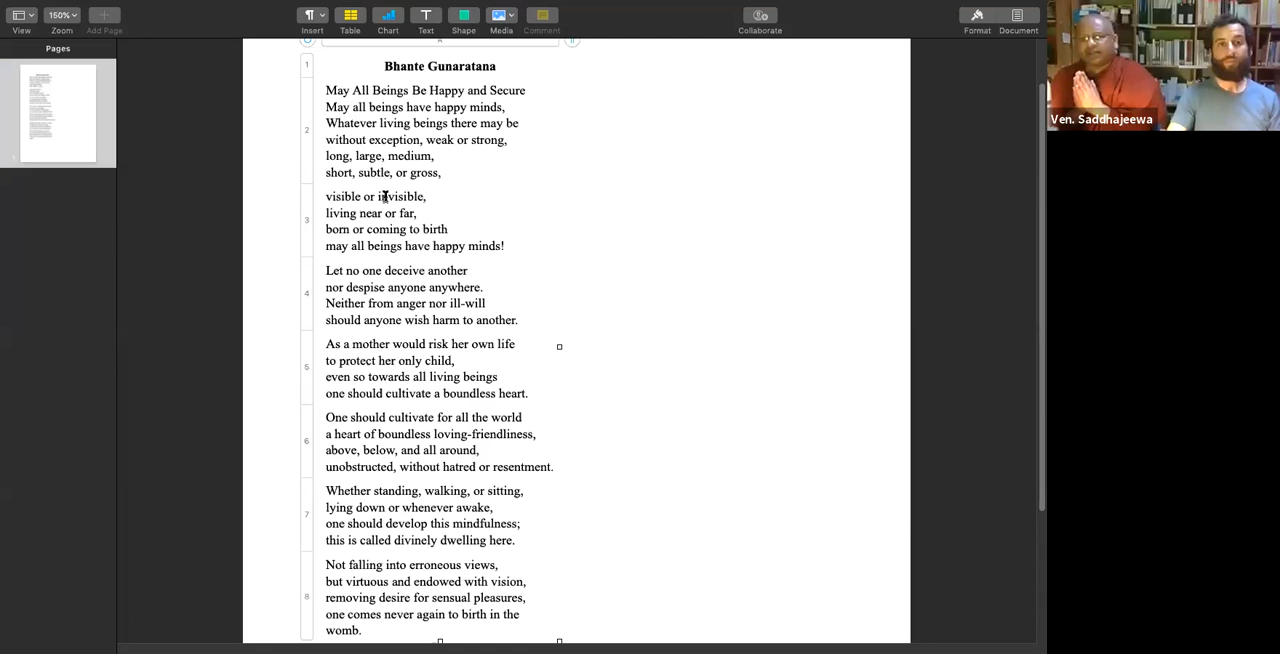 View
150%
Zoom
Add Page
Insert
Table
Chart
Text
Shape
Media
Comment
Collaborate
Format
Document
Pages
1
Bhante Gunaratana
2
May All Beings Be Happy and Secure
May all beings have happy minds,
Whatever living beings there may be
without exception, weak or strong,
long, large, medium,
short, subtle, or gross,
3
visible or invisible,
living near or far,
born or coming to birth
may all beings have happy minds!
4
Let no one deceive another
nor despise anyone anywhere.
Neither from anger nor ill-will
should anyone wish harm to another.
5
As a mother would risk her own life
to protect her only child,
even so towards all living beings
one should cultivate a boundless heart.
6
One should cultivate for all the world
a heart of boundless loving-friendliness,
above, below, and all around,
unobstructed, without hatred or resentment.
7
Whether standing, walking, or sitting,
lying down or whenever awake,
one should develop this mindfulness;
this is called divinely dwelling here.
8
Not falling into erroneous views,
but virtuous and endowed with vision,
removing desire for sensual pleasures,
one comes never again to birth in the
womb.
Ven. Saddhajeewa